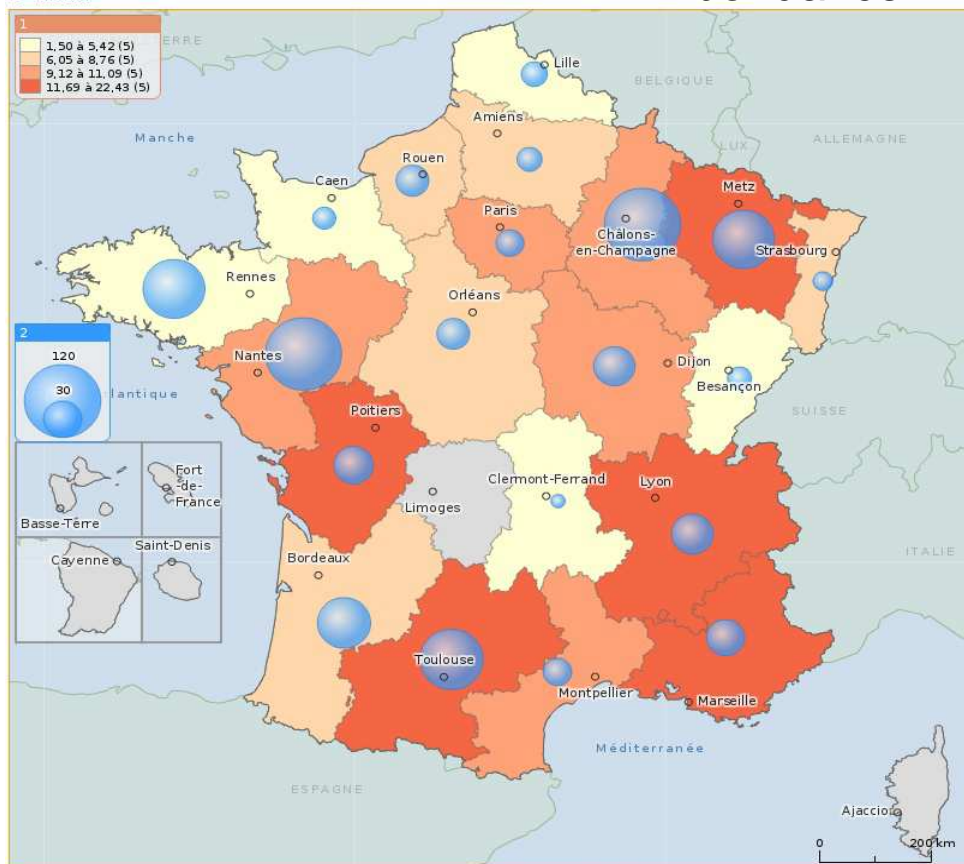 1
1,50 à 5,42 (5)
6,05 à 8,76 (5)
9,12 à 11,09 (5)
11,69 à 22,43 (5)
TERRE
Lille
BELGIQUE
Amiens
Manche
ALLEMAGNE
LUX
Rouen
Caen
Metz
Paris
Châlons-
en-Champagne
Strasbourg
Rennes
Orléans
2
120
30
lantique
Nantes
Dijon
Besançon
SUISSE
Poitiers
Clermont-Ferrand
Lyon
Limoges
Fort
-de-
France
Basse-Terre
Saint-Denis
Cayenne
Bordeaux
ITALIE
Toulouse
Montpellier
Marseille
Méditerranée
ESPAGNE
Ajaccio
0
200 km